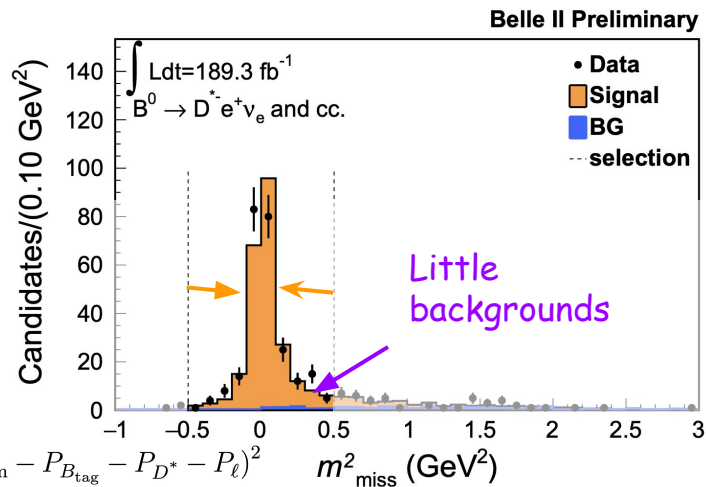 Belle II Preliminary
∫ Ldt=189.3 fb⁻¹
B⁰ → D*⁻e⁺νₑ and cc.
Data
Signal
BG
selection
Candidates/(0.10 GeV²)
140
120
100
80
60
40
20
0
Little
backgrounds
−1 −0.5 0 0.5 1 1.5 2 2.5 3
m²miss (GeV²)
− P_Btag − P_D* − P_ℓ)²